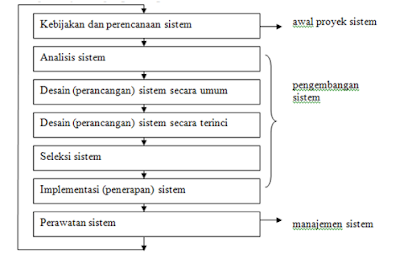 Kebijakan dan perencanaan sistem
awal proyek sistem
Analisis sistem
Desain (perancangan) sistem secara umum
pengembangan
sistem
Desain (perancangan) sistem secara terinci
Seleksi sistem
Implementasi (penerapan) sistem
Perawatan sistem
manajemen sistem